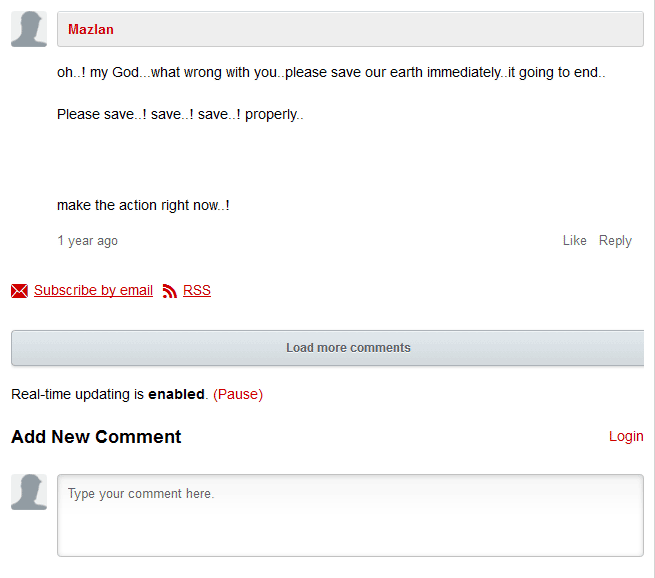 Mazlan
oh..! my God...what wrong with you..please save our earth immediately..it going to end..
Please save..! save..! save..! properly..
make the action right now..!
1 year ago Like Reply
Subscribe by email RSS
Load more comments
Real-time updating is enabled. (Pause)
Add New Comment Login
Type your comment here.